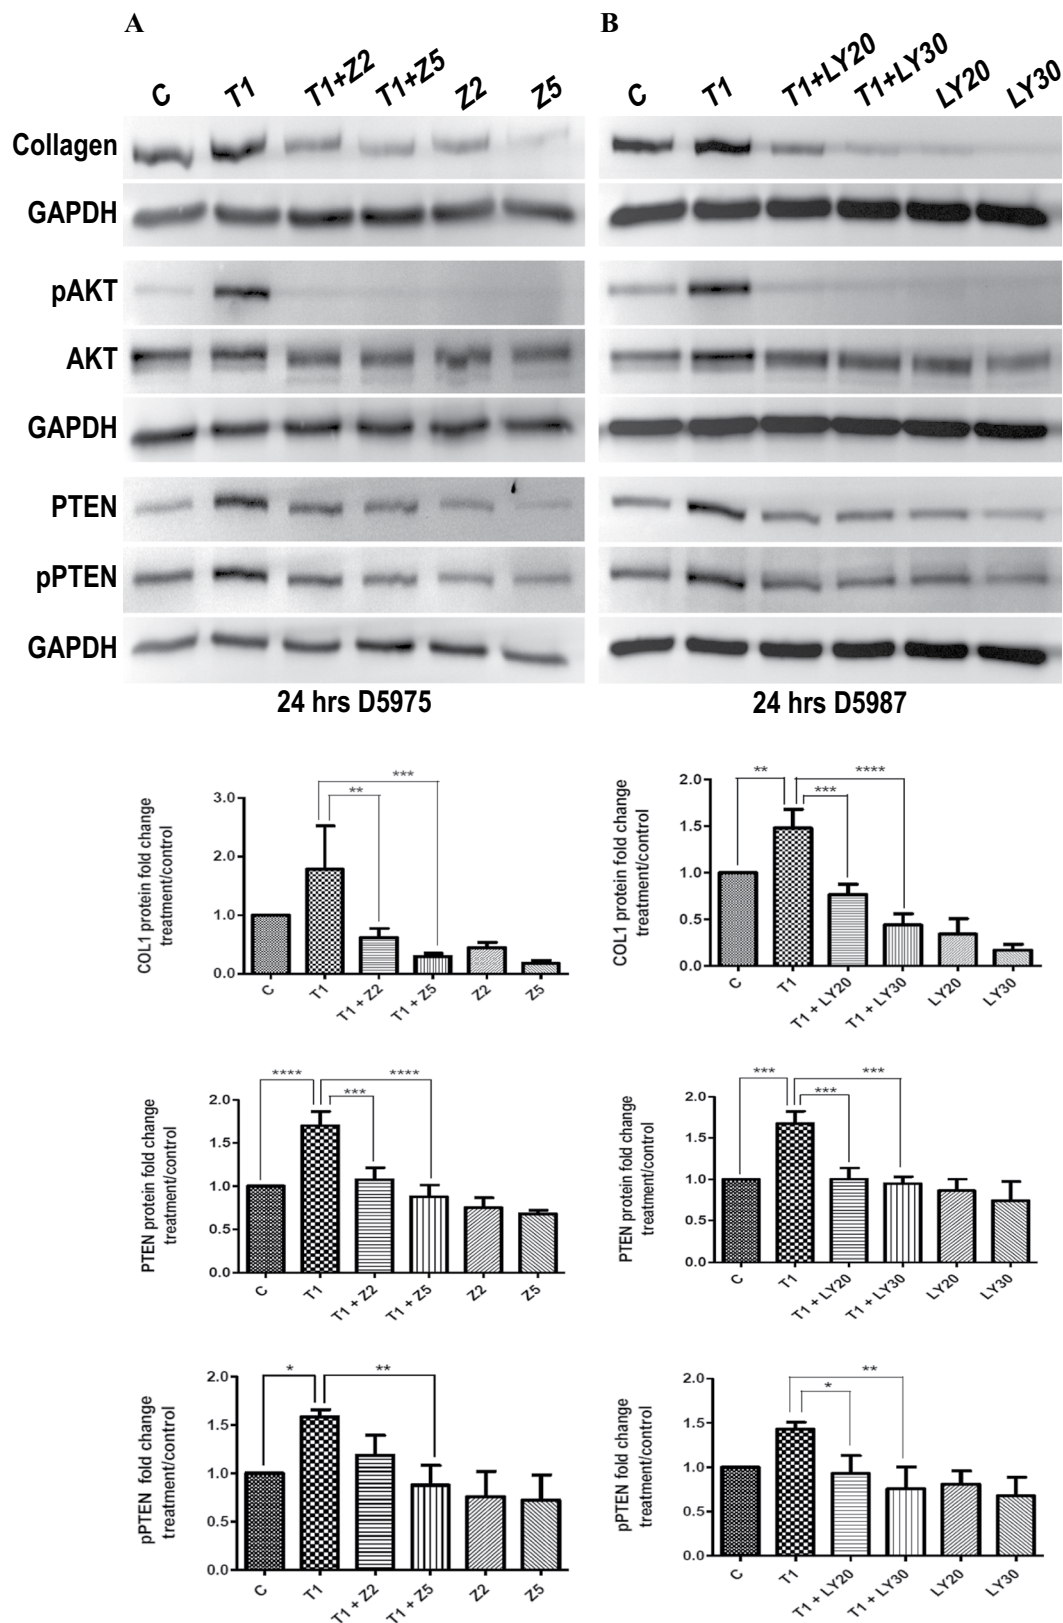 A
B
C T1 T1+Z2 T1+Z5 Z2 Z5
C T1 T1+LY20 T1+LY30 LY20 LY30
Collagen
GAPDH
pAKT
AKT
GAPDH
PTEN
pPTEN
GAPDH
24 hrs D5975
24 hrs D5987
COL1 protein fold change
treatment/control
3.0
2.0
1.0
0.0
** ***
C T1 T1 + Z2 T1 + Z5 Z2 Z5
COL1 protein fold change
treatment/control
2.0
1.5
1.0
0.5
0.0
** *** ****
C T1 T1 + LY20 T1 + LY30 LY20 LY30
PTEN protein fold change
treatment/control
2.0
1.5
1.0
0.5
0.0
**** *** ****
C T1 T1 + Z2 T1 + Z5 Z2 Z5
PTEN protein fold change
treatment/control
2.0
1.5
1.0
0.5
0.0
*** *** ***
C T1 T1 + LY20 T1 + LY30 LY20 LY30
pPTEN fold change
treatment/control
2.0
1.5
1.0
0.5
0.0
* **
C T1 T1 + Z2 T1 + Z5 Z2 Z5
pPTEN fold change
treatment/control
2.0
1.5
1.0
0.5
0.0
* **
C T1 T1 + LY20 T1 + LY30 LY20 LY30